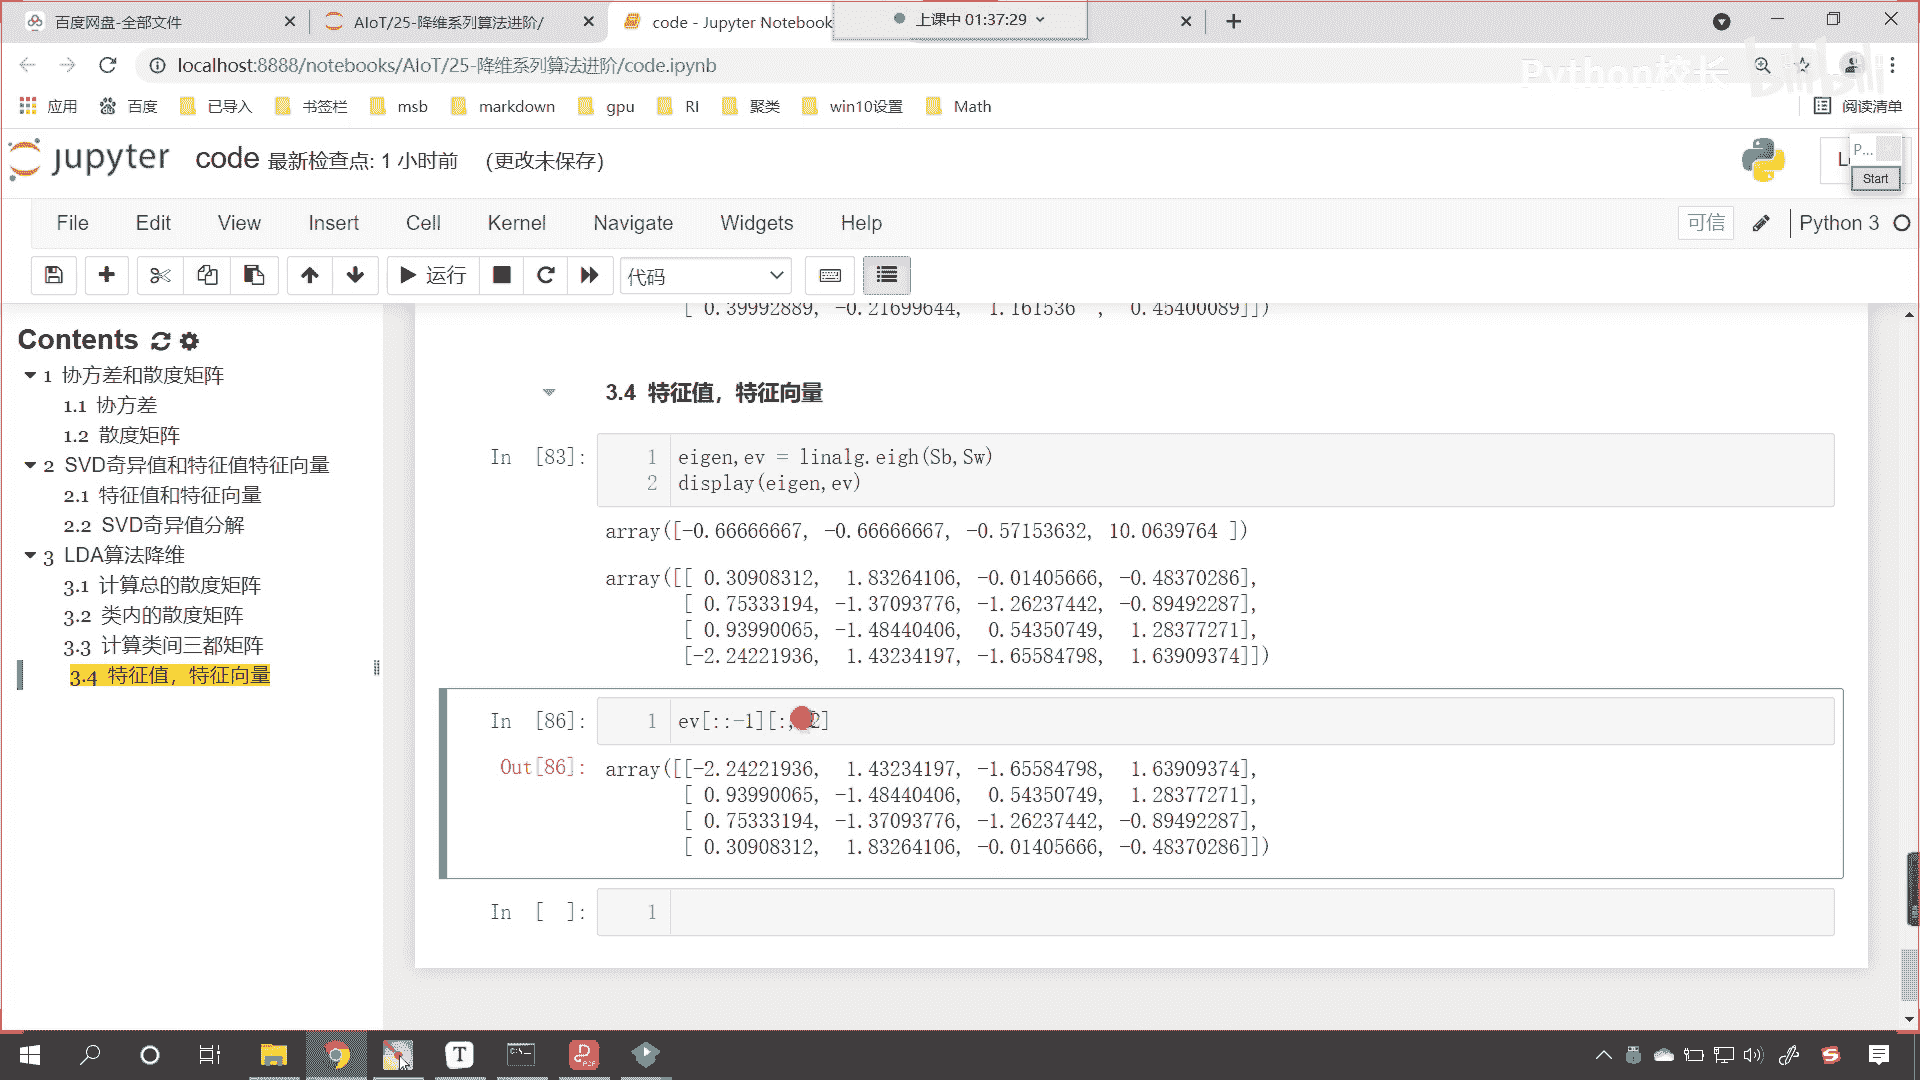 百度网盘-全部文件
AIoT/25-降维系列算法进阶/
code - Jupyter Notebook
上课中 01:37:29
localhost:8888/notebooks/AIoT/25-降维系列算法进阶/code.ipynb
Python校长
bilibili
应用 百度 已导入 书签栏 msb markdown gpu RI 聚类 win10设置 Math 阅读清单
jupyter code 最新检查点: 1 小时前 (更改未保存)
P...
Start
File Edit View Insert Cell Kernel Navigate Widgets Help 可信 Python 3
运行 代码
Contents
1 协方差和散度矩阵
1.1 协方差
1.2 散度矩阵
2 SVD奇异值和特征值特征向量
2.1 特征值和特征向量
2.2 SVD奇异值分解
3 LDA算法降维
3.1 计算总的散度矩阵
3.2 类内的散度矩阵
3.3 计算类间三都矩阵
3.4 特征值，特征向量
[ 0.39992889, -0.21699644, 1.161536 , 0.45400089]])
3.4 特征值，特征向量
In [83]:
1 eigen,ev = linalg.eigh(Sb,Sw)
2 display(eigen,ev)
array([-0.66666667, -0.66666667, -0.57153632, 10.0639764 ])
array([[ 0.30908312, 1.83264106, -0.01405666, -0.48370286],
[ 0.75333194, -1.37093776, -1.26237442, -0.89492287],
[ 0.93990065, -1.48440406, 0.54350749, 1.28377271],
[-2.24221936, 1.43234197, -1.65584798, 1.63909374]])
In [86]:
1 ev[::-1][:, 2]
Out[86]:
array([[-2.24221936, 1.43234197, -1.65584798, 1.63909374],
[ 0.93990065, -1.48440406, 0.54350749, 1.28377271],
[ 0.75333194, -1.37093776, -1.26237442, -0.89492287],
[ 0.30908312, 1.83264106, -0.01405666, -0.48370286]])
In [ ]:
1